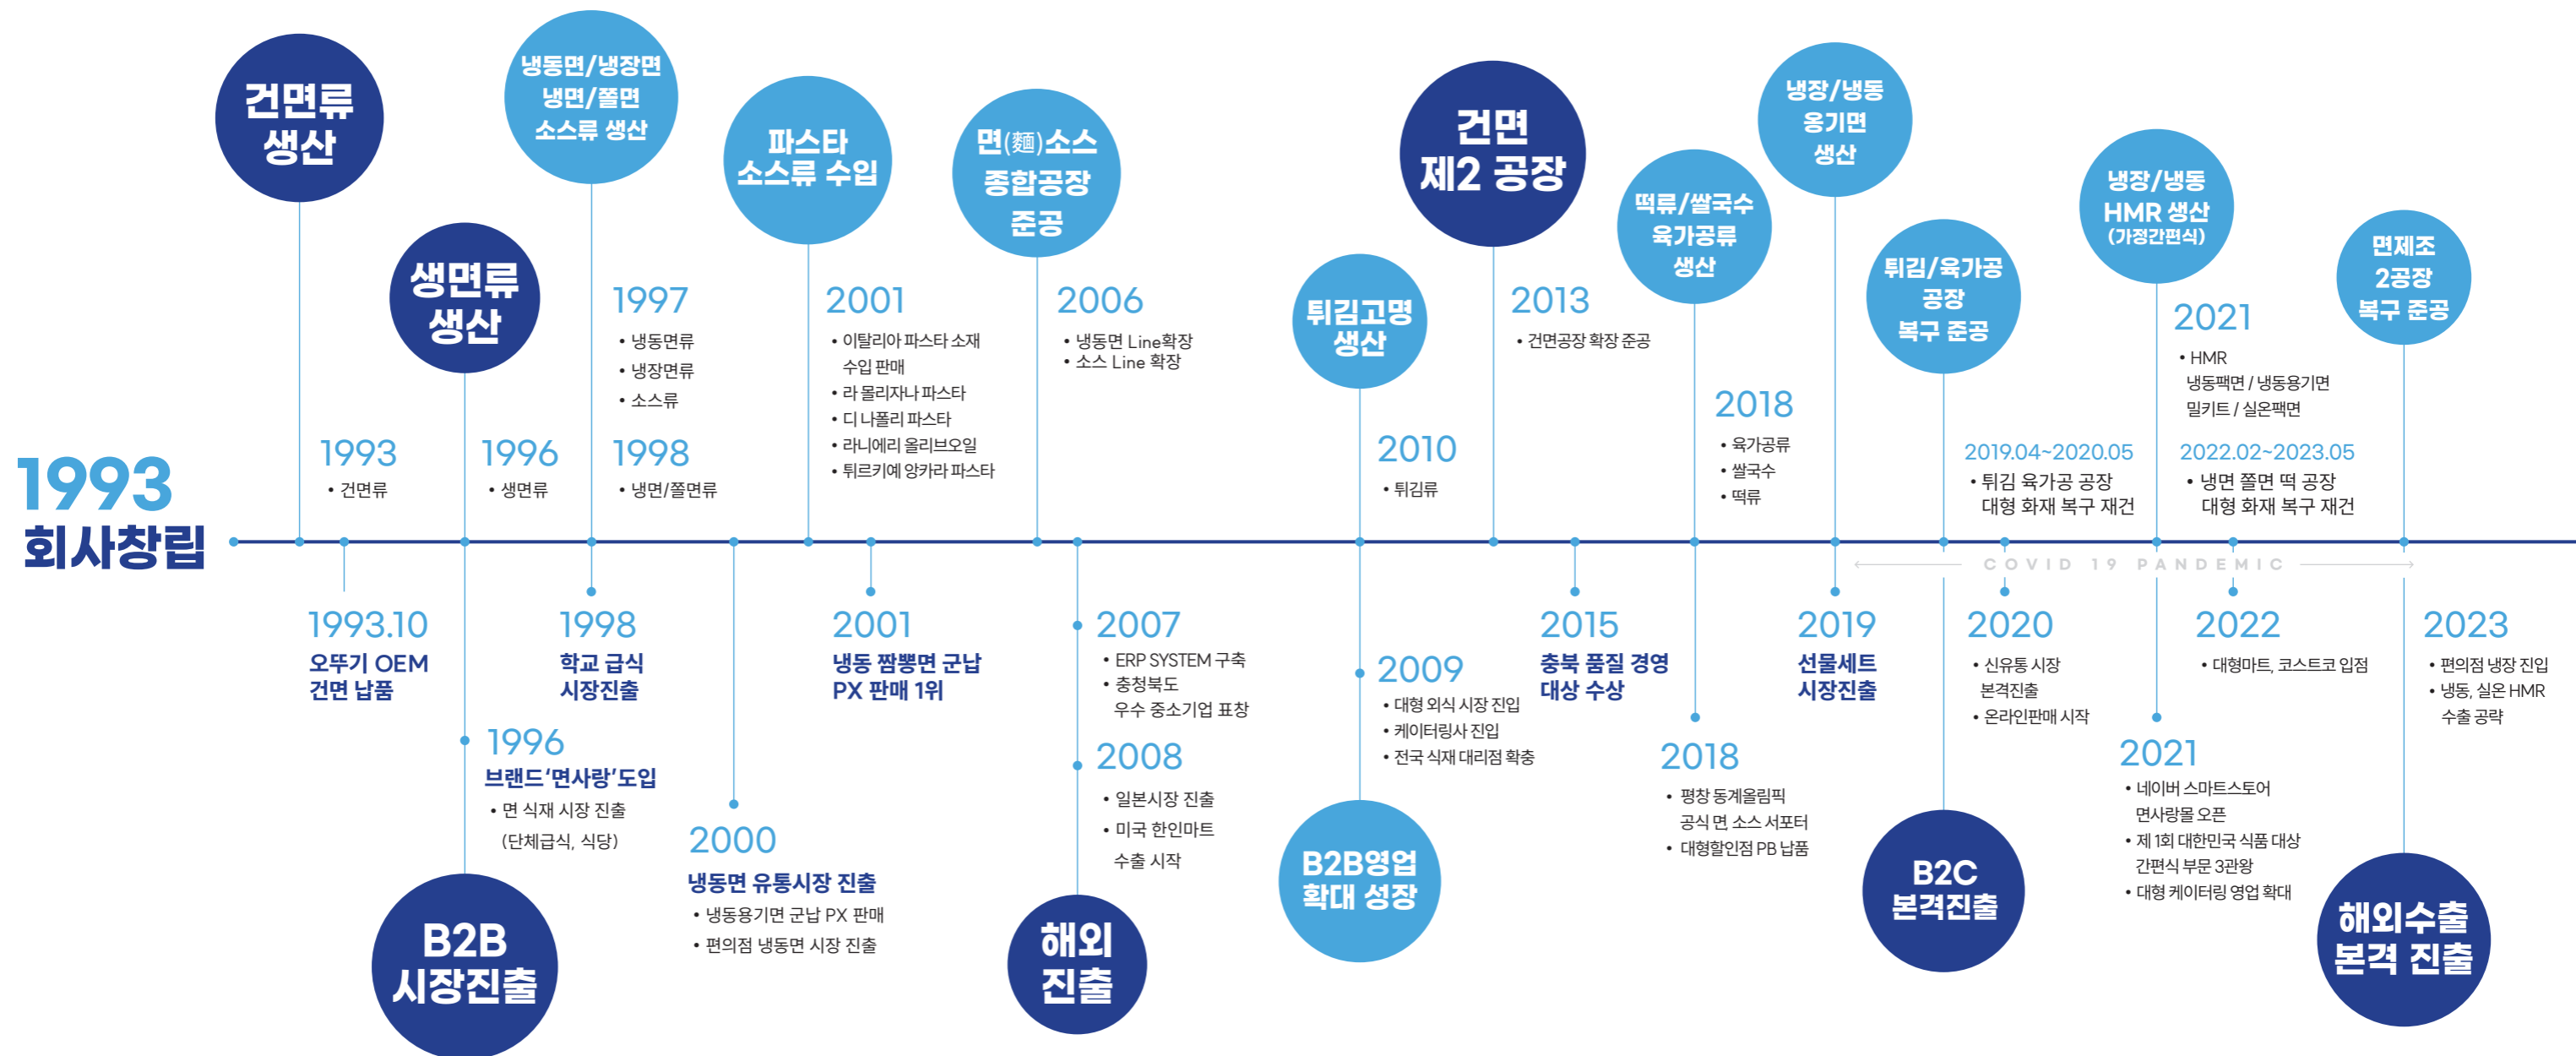 1993
회사창립
건면류
생산
1993
• 건면류
1993.10
오뚜기 OEM
건면 납품
생면류
생산
1996
• 생면류
1996
브랜드'면사랑'도입
• 면 식재 시장 진출
(단체급식, 식당)
B2B
시장진출
냉동면/냉장면
냉면/쫄면
소스류 생산
1997
• 냉동면류
• 냉장면류
• 소스류
1998
• 냉면/쫄면류
1998
학교 급식
시장진출
2000
냉동면 유통시장 진출
• 냉동용기면 군납 PX 판매
• 편의점 냉동면 시장 진출
파스타
소스류 수입
2001
• 이탈리아 파스타 소재
수입 판매
• 라 몰리자나 파스타
• 디 나폴리 파스타
• 라니에리 올리브오일
• 튀르키예 앙카라 파스타
2001
냉동 짬뽕면 군납
PX 판매 1위
면(麵)소스
종합공장
준공
2006
• 냉동면 Line확장
• 소스 Line 확장
2007
• ERP SYSTEM 구축
• 충청북도
우수 중소기업 표창
2008
• 일본시장 진출
• 미국 한인마트
수출 시작
해외
진출
튀김고명
생산
2010
• 튀김류
2009
• 대형 외식 시장 진입
• 케이터링사 진입
• 전국 식재 대리점 확충
B2B영업
확대 성장
건면
제2 공장
2013
• 건면공장 확장 준공
2015
충북 품질 경영
대상 수상
떡류/쌀국수
육가공류
생산
2018
• 육가공류
• 쌀국수
• 떡류
2018
• 평창 동계올림픽
공식 면 소스 서포터
• 대형할인점 PB 납품
냉장/냉동
용기면
생산
2019
선물세트
시장진출
튀김/육가공
공장
복구 준공
2019.04~2020.05
• 튀김 육가공 공장
대형 화재 복구 재건
COVID 19 PANDEMIC
2020
• 신유통 시장
본격진출
• 온라인판매 시작
B2C
본격진출
냉장/냉동
HMR 생산
(가정간편식)
2021
• HMR
냉동팩면 / 냉동용기면
밀키트 / 실온팩면
2022.02~2023.05
• 냉면 쫄면 떡 공장
대형 화재 복구 재건
2021
• 네이버 스마트스토어
면사랑몰 오픈
• 제 1회 대한민국 식품 대상
간편식 부문 3관왕
• 대형 케이터링 영업 확대
2022
• 대형마트, 코스트코 입점
면제조
2공장
복구 준공
2023
• 편의점 냉장 진입
• 냉동, 실온 HMR
수출 공략
해외수출
본격 진출